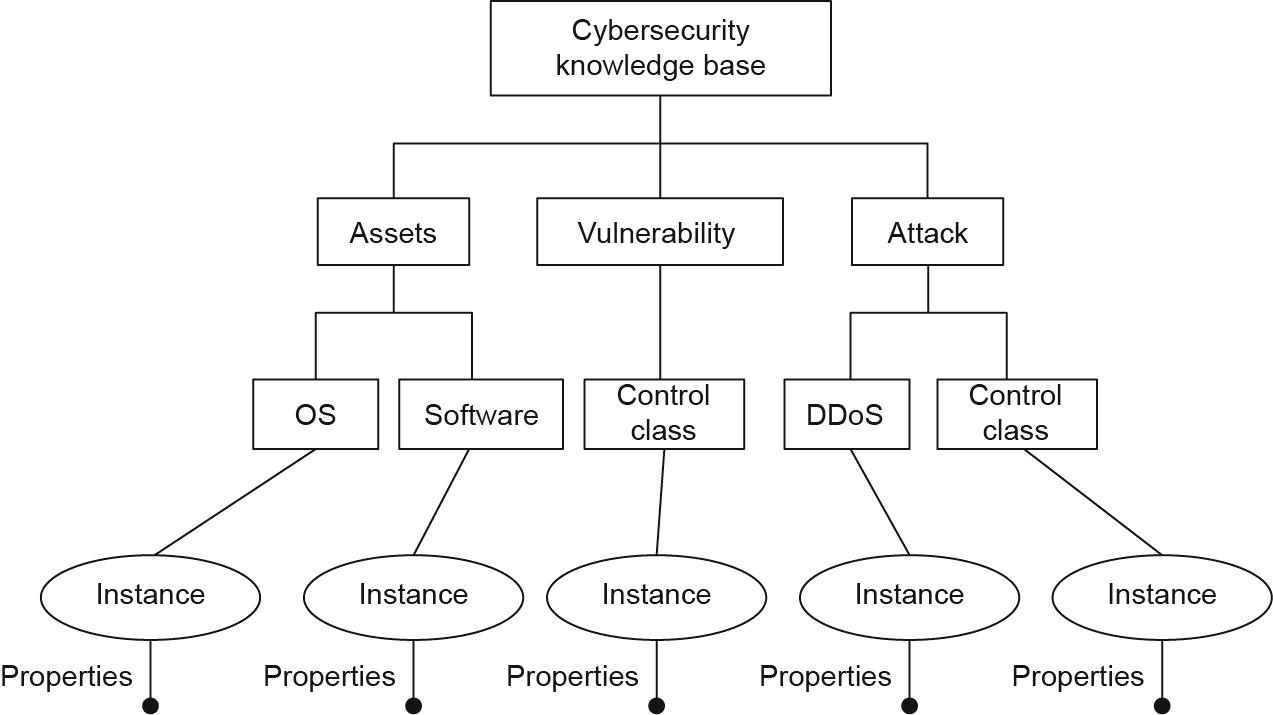 Cybersecurity
knowledge base
Assets
Vulnerability
Attack
OS
Software
Control
class
DDoS
Control
class
Instance
Instance
Instance
Instance
Instance
Properties
Properties
Properties
Properties
Properties